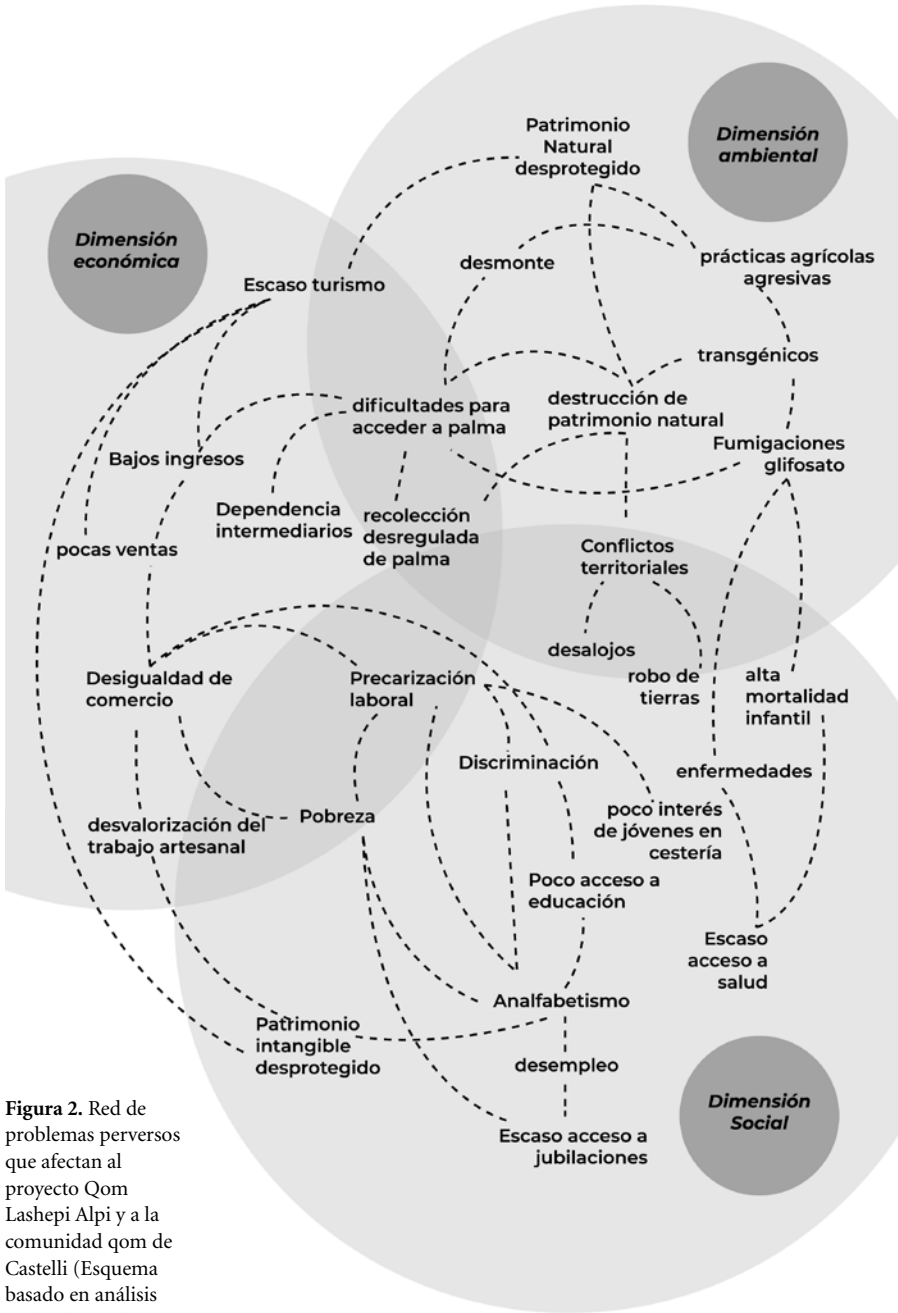 Patrimonio
Natural
desprotegido
Dimensión
ambiental
Dimensión
económica
Escaso turismo
desmonte
prácticas agrícolas
agresivas
transgénicos
dificultades para
acceder a palma
destrucción de
patrimonio natural
Bajos ingresos
Fumigaciones
glifosato
Dependencia
intermediarios
recolección
desregulada
de palma
pocas ventas
Conflictos
territoriales
desalojos
robo de
tierras
alta
mortalidad
infantil
Desigualdad de
comercio
Precarización
laboral
Discriminación
enfermedades
desvalorización del
trabajo artesanal
Pobreza
poco interés
de jóvenes en
cestería
Poco acceso a
educación
Escaso
acceso a
salud
Analfabetismo
Patrimonio
intangible
desprotegido
desempleo
Escaso acceso a
jubilaciones
Dimensión
Social
Figura 2. Red de
problemas perversos
que afectan al
proyecto Qom
Lashepi Alpi y a la
comunidad qom de
Castelli (Esquema
basado en análisis